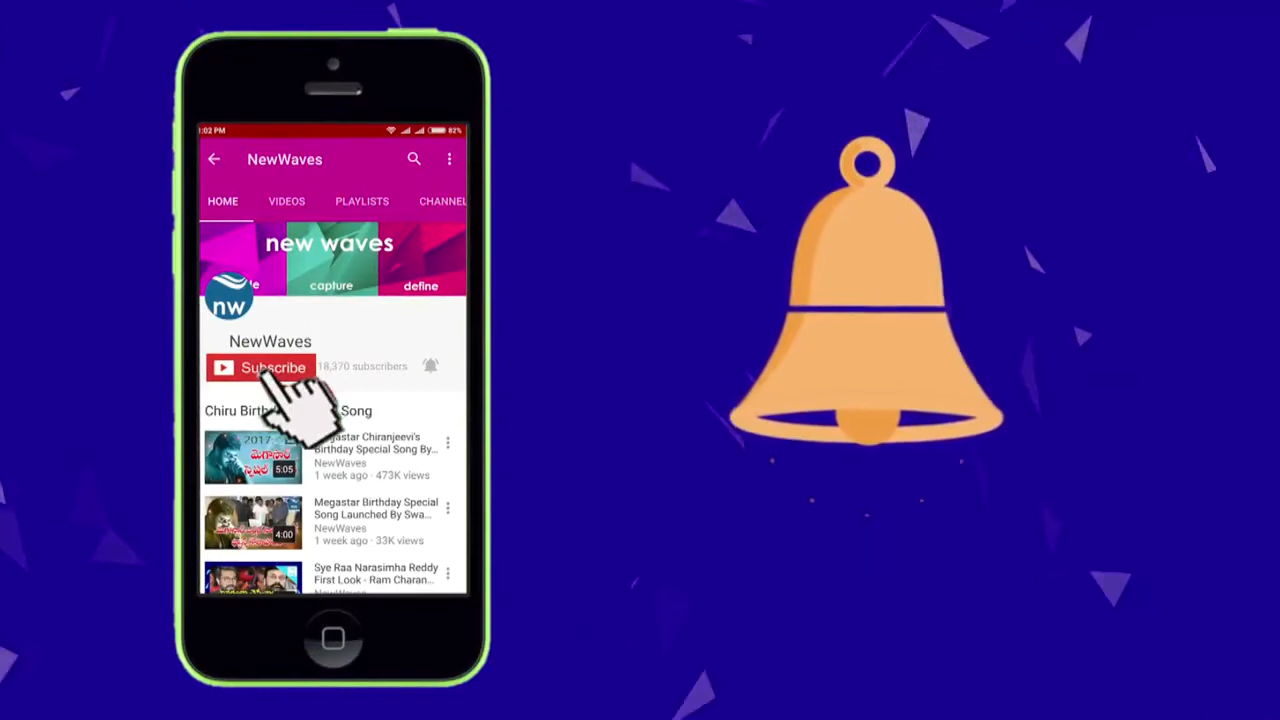 :02 PM
82%
NewWaves
HOME VIDEOS PLAYLISTS CHANNEL
new waves
capture define
nw
NewWaves
Subscribe 18,370 subscribers
Chiru Birth Song
2017
మెగాస్టార్
స్పెషల్
5:05
Megastar Chiranjeevi's
Birthday Special Song By...
NewWaves
1 week ago · 473K views
4:00
Megastar Birthday Special
Song Launched By Swa...
NewWaves
1 week ago · 33K views
Sye Raa Narasimha Reddy
First Look - Ram Charan...
NewWaves